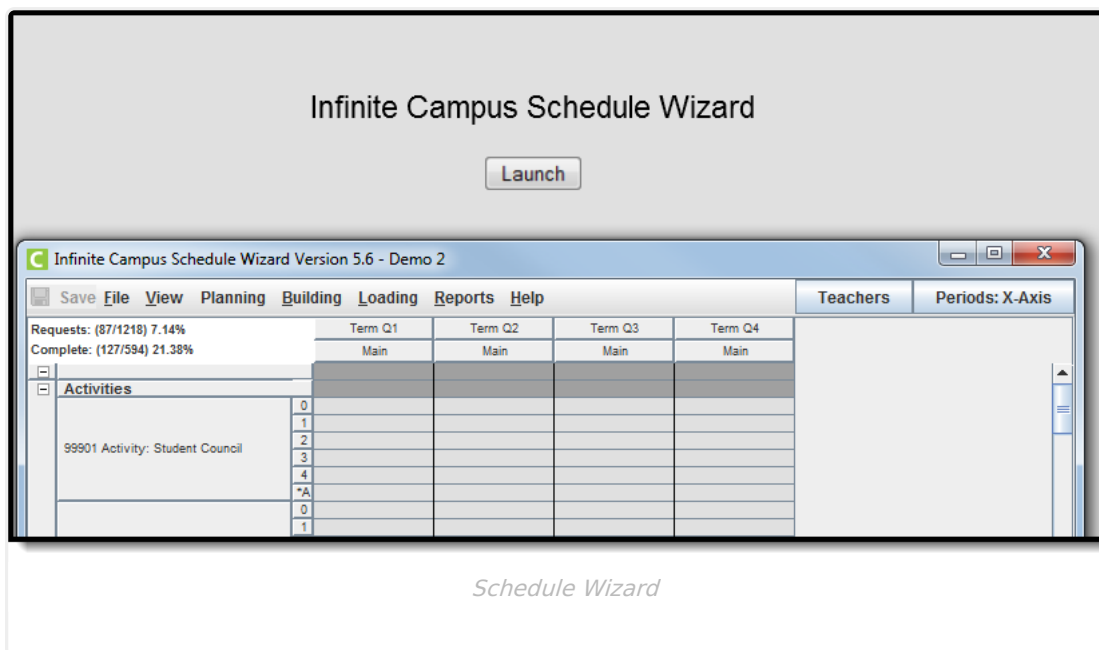 Infinite Campus Schedule Wizard
Launch
C Infinite Campus Schedule Wizard Version 5.6 - Demo 2 X
Save File View Planning Building Loading Reports Help Teachers Periods: X-Axis
Requests: (87/1218) 7.14% Term Q1 Term Q2 Term Q3 Term Q4
Complete: (127/594) 21.38% Main Main Main Main
Activities
0
1
99901 Activity: Student Council 2
3
4
*A
0
1
Schedule Wizard